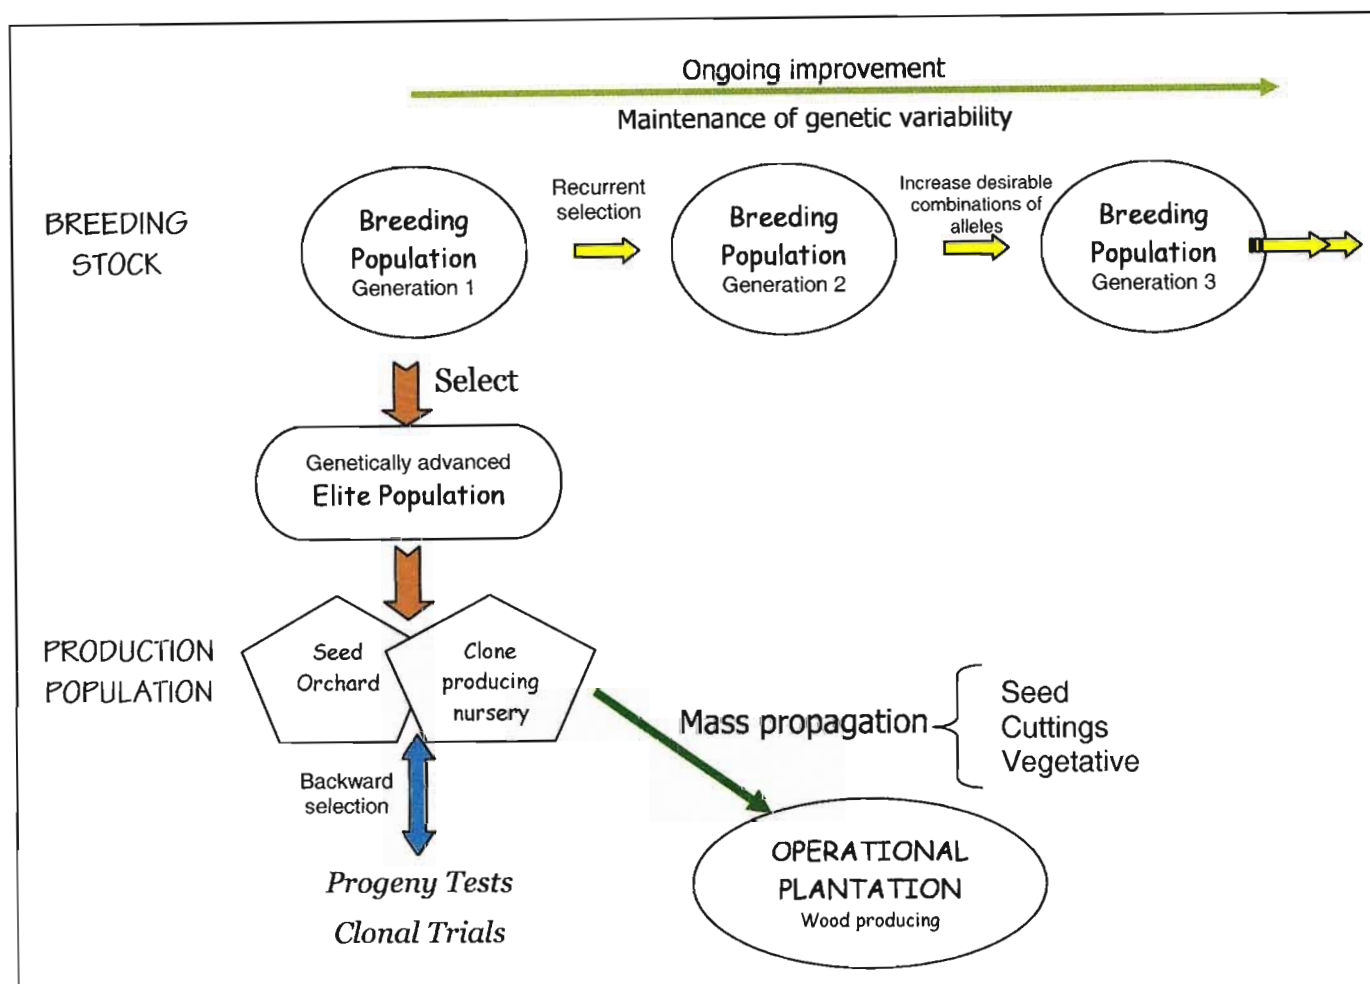 Ongoing improvement
Maintenance of genetic variability
BREEDING
STOCK
Breeding
Population
Generation 1
Recurrent
selection
Breeding
Population
Generation 2
Increase desirable
combinations of
alleles
Breeding
Population
Generation 3
Select
Genetically advanced
Elite Population
PRODUCTION
POPULATION
Seed
Orchard
Clone
producing
nursery
Mass propagation
Seed
Cuttings
Vegetative
Backward
selection
Progeny Tests
Clonal Trials
OPERATIONAL
PLANTATION
Wood producing